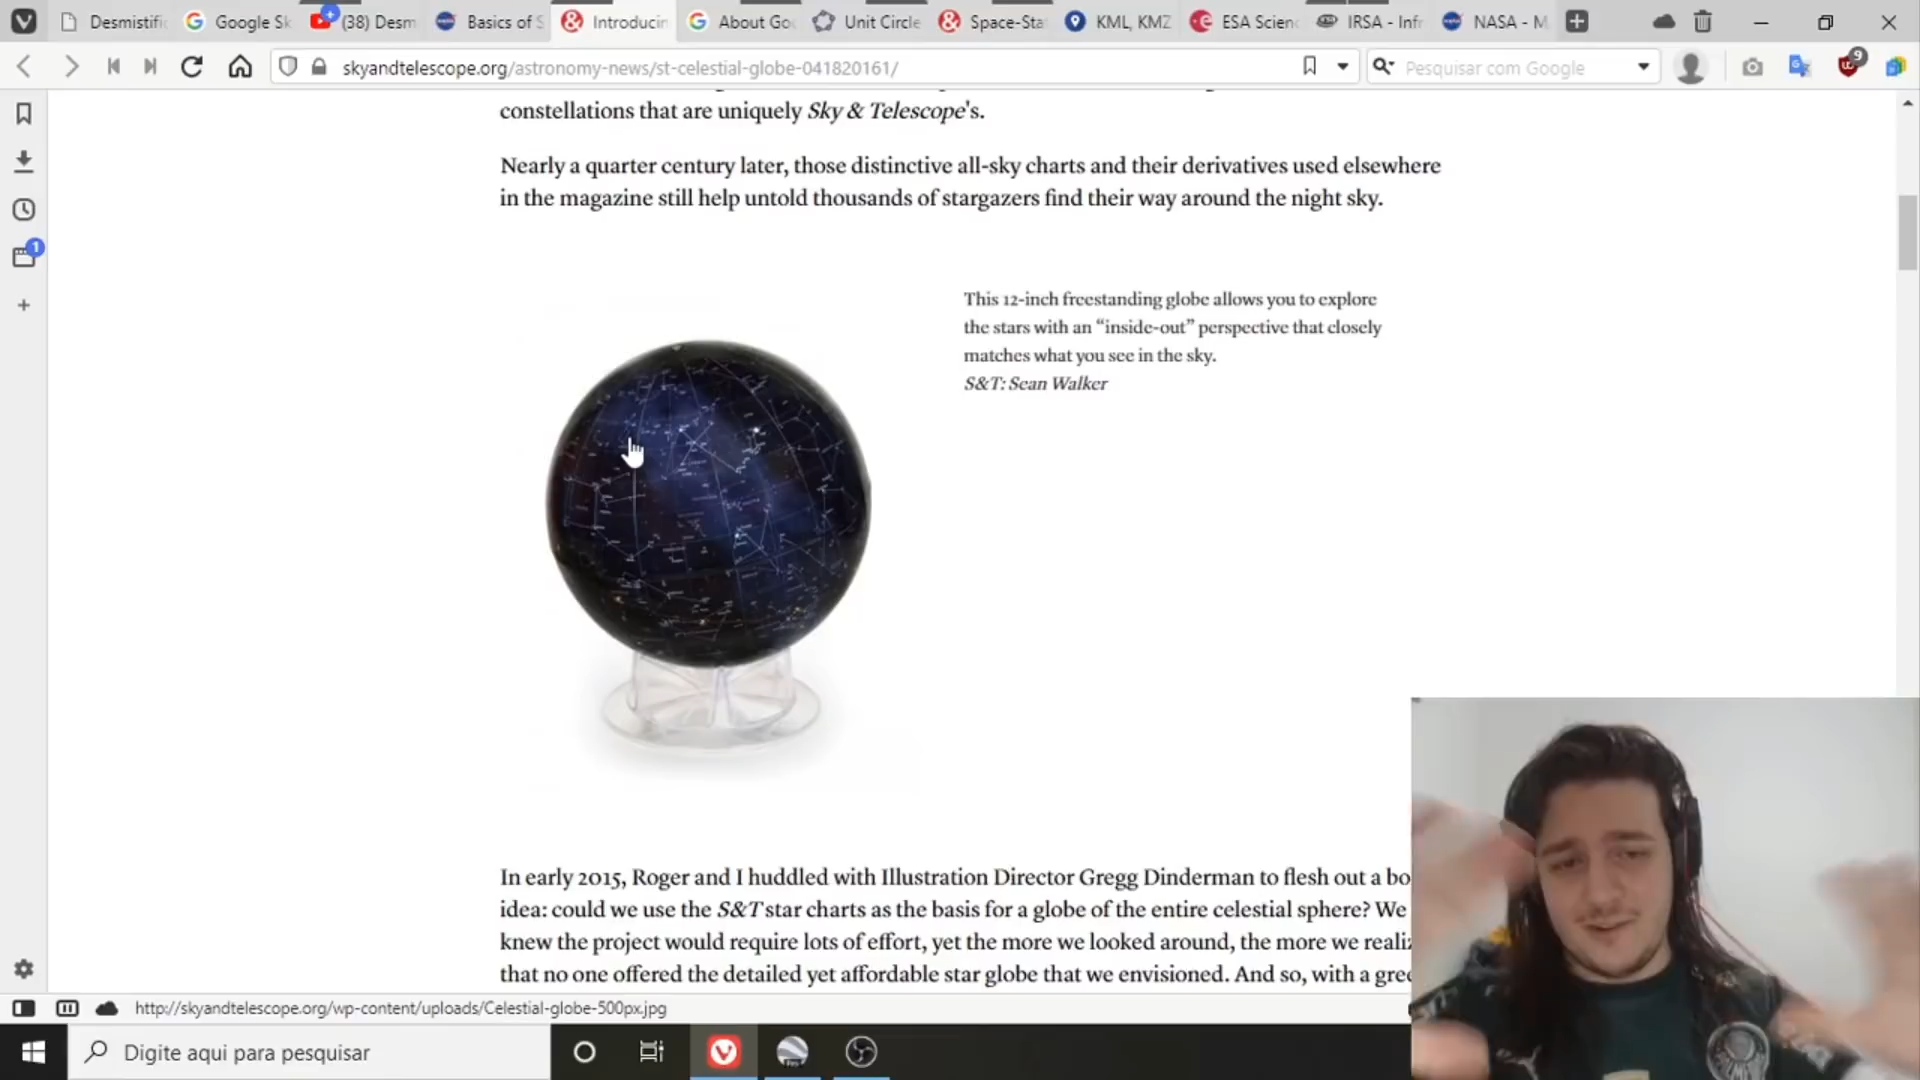 Desmistific
Google Sk
(38) Desm
Basics of S
Introducin
About Goo
Unit Circle
Space-Sta
KML, KMZ
ESA Scienc
IRSA - Infr
NASA - M
skyandtelescope.org/astronomy-news/st-celestial-globe-041820161/
Pesquisar com Google
9
1
constellations that are uniquely Sky & Telescope's.
Nearly a quarter century later, those distinctive all-sky charts and their derivatives used elsewhere
in the magazine still help untold thousands of stargazers find their way around the night sky.
This 12-inch freestanding globe allows you to explore
the stars with an “inside-out” perspective that closely
matches what you see in the sky.
S&T: Sean Walker
In early 2015, Roger and I huddled with Illustration Director Gregg Dinderman to flesh out a bo
idea: could we use the S&T star charts as the basis for a globe of the entire celestial sphere? We
knew the project would require lots of effort, yet the more we looked around, the more we reali
that no one offered the detailed yet affordable star globe that we envisioned. And so, with a gre
http://skyandtelescope.org/wp-content/uploads/Celestial-globe-500px.jpg
Digite aqui para pesquisar